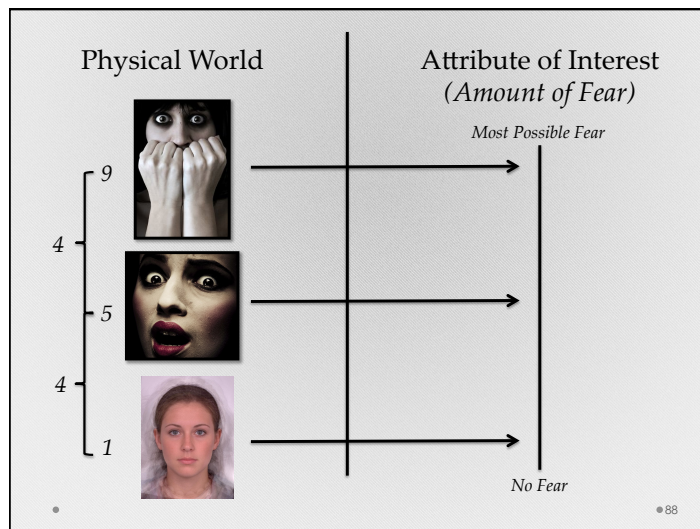 Physical World
Attribute of Interest
(Amount of Fear)
Most Possible Fear
9
4
5
4
1
No Fear
88